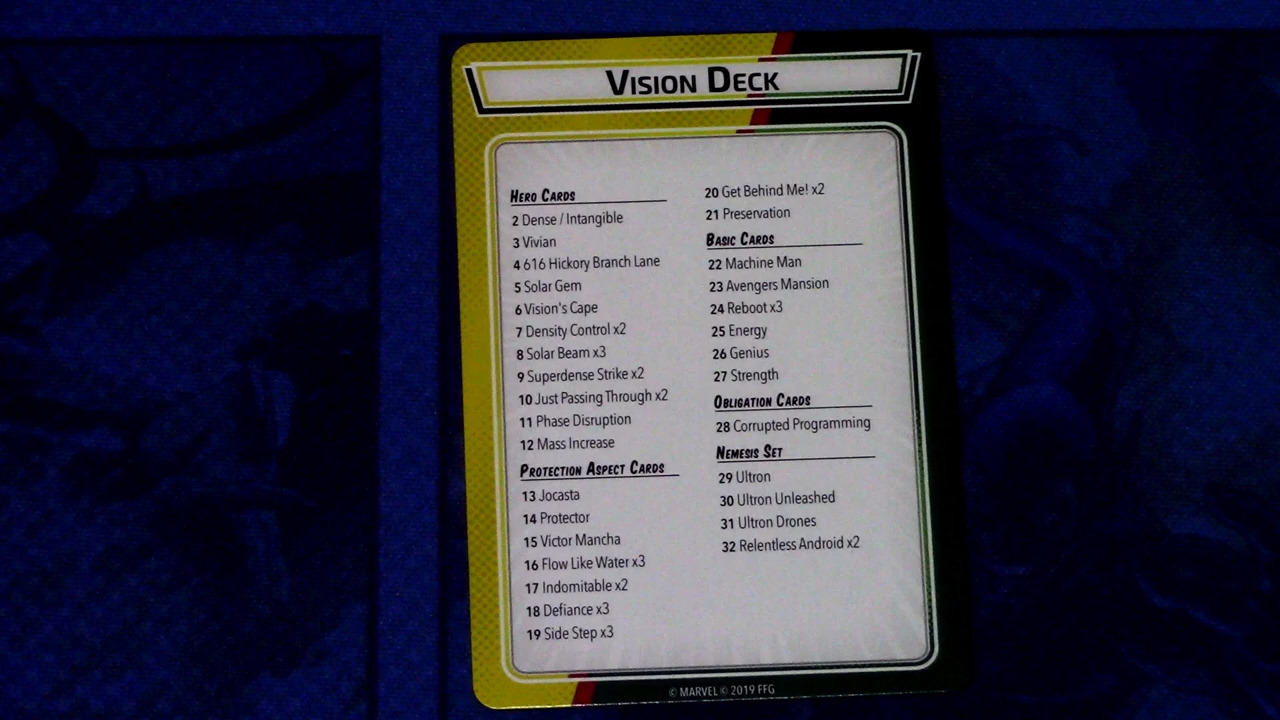 VISION DECK
HERO CARDS
2 Dense / Intangible
3 Vivian
4 616 Hickory Branch Lane
5 Solar Gem
6 Vision's Cape
7 Density Control x2
8 Solar Beam x3
9 Superdense Strike x2
10 Just Passing Through x2
11 Phase Disruption
12 Mass Increase
PROTECTION ASPECT CARDS
13 Jocasta
14 Protector
15 Victor Mancha
16 Flow Like Water x3
17 Indomitable x2
18 Defiance x3
19 Side Step x3
20 Get Behind Me! x2
21 Preservation
BASIC CARDS
22 Machine Man
23 Avengers Mansion
24 Reboot x3
25 Energy
26 Genius
27 Strength
OBLIGATION CARDS
28 Corrupted Programming
NEMESIS SET
29 Ultron
30 Ultron Unleashed
31 Ultron Drones
32 Relentless Android x2
© MARVEL © 2019 FFG